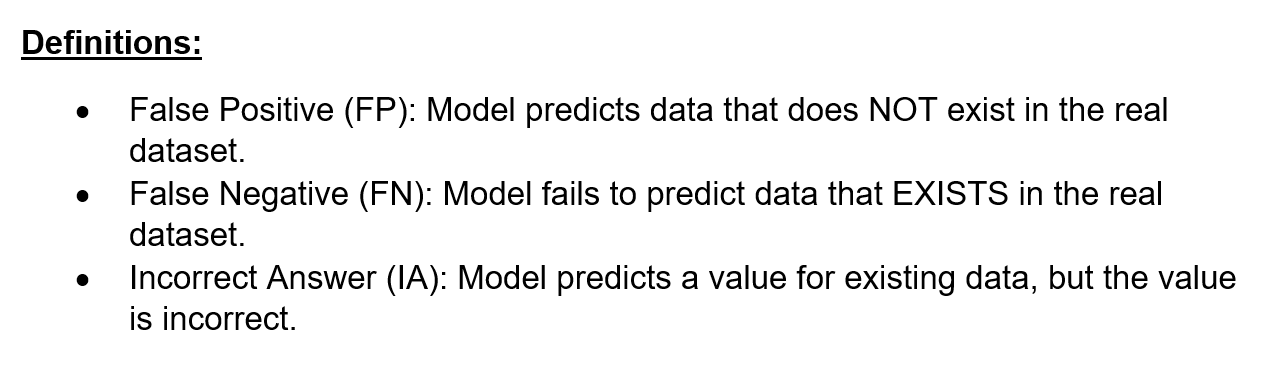 Definitions:
• False Positive (FP): Model predicts data that does NOT exist in the real
dataset.
• False Negative (FN): Model fails to predict data that EXISTS in the real
dataset.
• Incorrect Answer (IA): Model predicts a value for existing data, but the value
is incorrect.